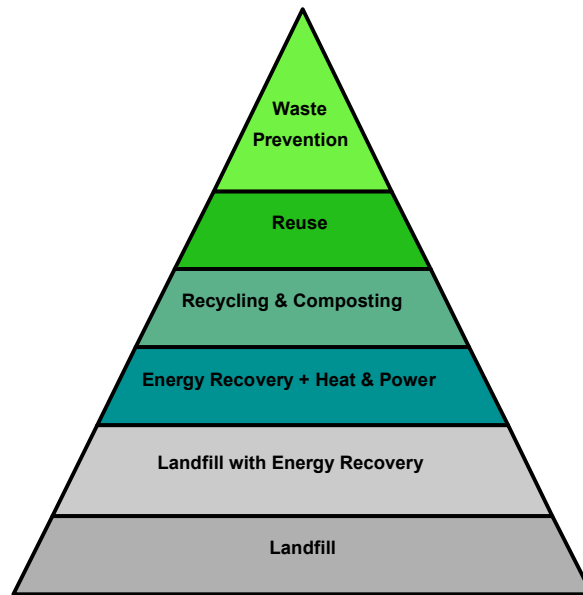 Waste
Prevention
Reuse
Recycling & Composting
Energy Recovery + Heat & Power
Landfill with Energy Recovery
Landfill